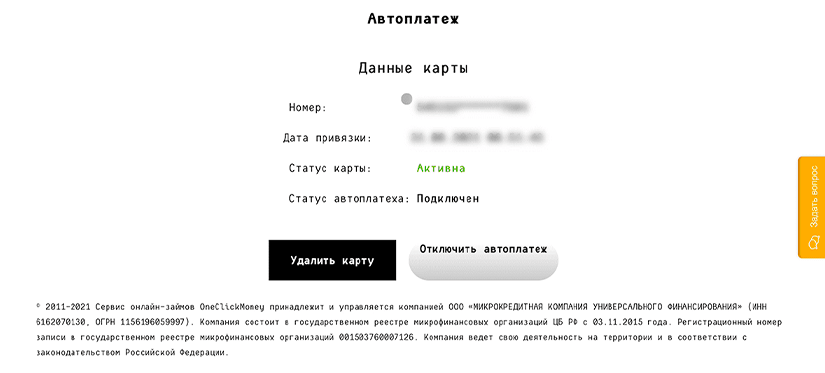 Автоплатеж
Данные карты
Номер:
Дата привязки:
Статус карты: Активна
Статус автоплатежа: Подключен
Удалить карту Отключить автоплатеж
Задать вопрос
© 2011-2021 Сервис онлайн-займов OneClickMoney принадлежит и управляется компанией ООО «МИКРОКРЕДИТНАЯ КОМПАНИЯ УНИВЕРСАЛЬНОГО ФИНАНСИРОВАНИЯ» (ИНН
6162070130, ОГРН 1156196059997). Компания состоит в государственном реестре микрофинансовых организаций ЦБ РФ с 03.11.2015 года. Регистрационный номер
записи в государственном реестре микрофинансовых организаций 001503760007126. Компания ведет свою деятельность на территории и в соответствии с
законодательством Российской Федерации.